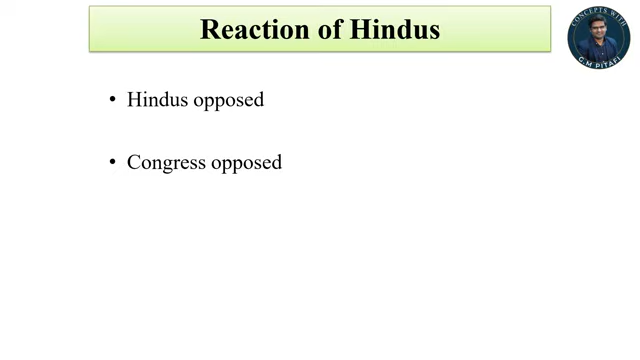 Reaction of Hindus
CONCEPTS WITH
G.M PITAFI
• Hindus opposed
• Congress opposed